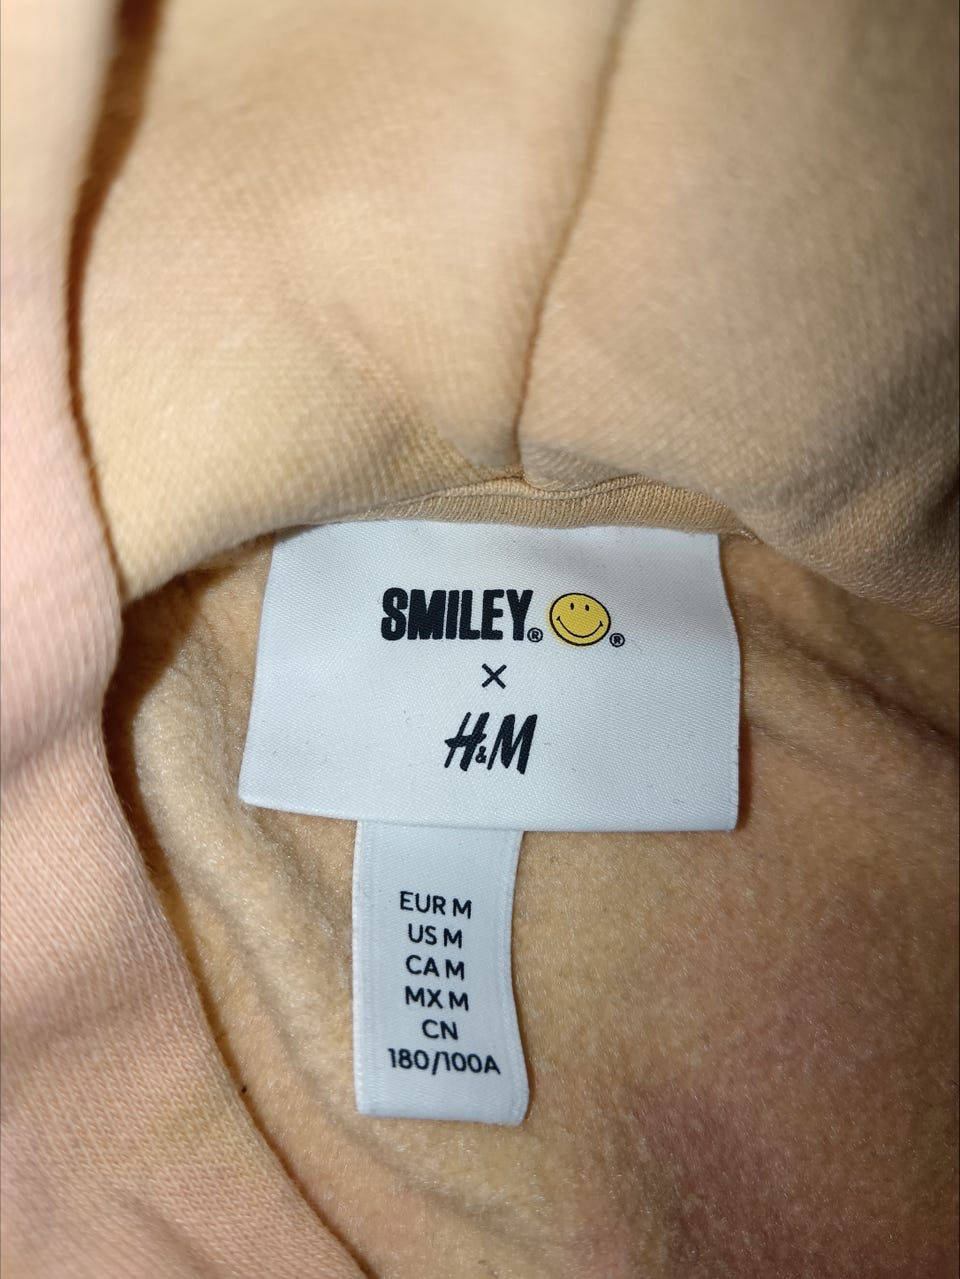 SMILEY® ®
×
H&M
EUR M
US M
CA M
MX M
CN
180/100A